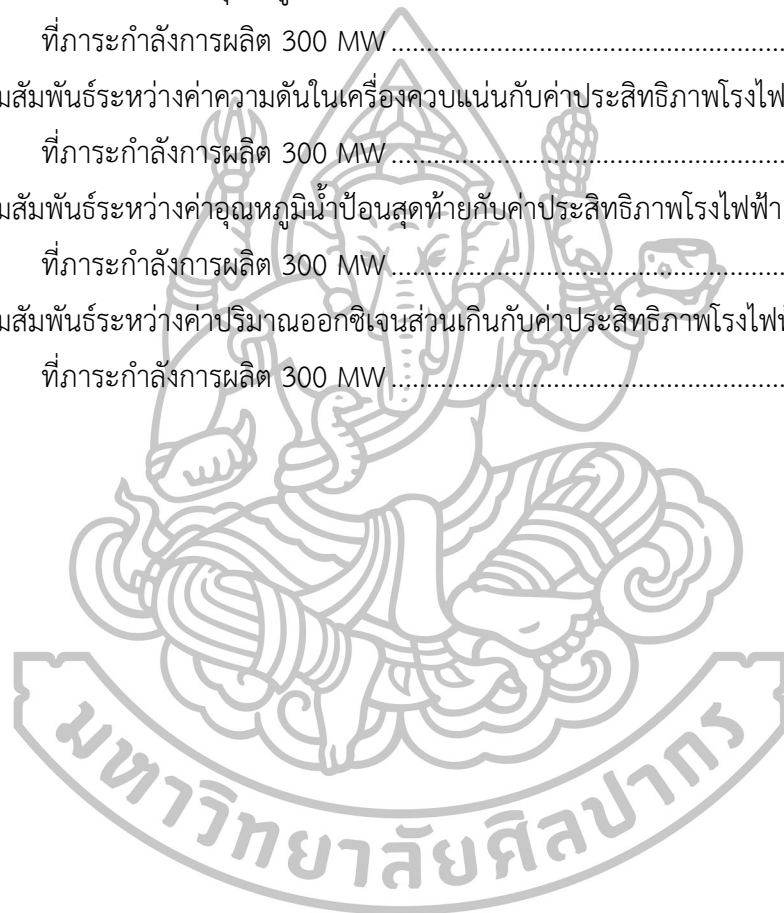 ที่ภาระกำลังการผลิต 300 MW
มสัมพันธ์ระหว่างค่าความดันในเครื่องควบแน่นกับค่าประสิทธิภาพโรงไฟ
ที่ภาระกำลังการผลิต 300 MW
มสัมพันธ์ระหว่างค่าอุณหภูมิน้ำป้อนสุดท้ายกับค่าประสิทธิภาพโรงไฟฟ้า
ที่ภาระกำลังการผลิต 300 MW
มสัมพันธ์ระหว่างค่าปริมาณออกซิเจนส่วนเกินกับค่าประสิทธิภาพโรงไฟ
ที่ภาระกำลังการผลิต 300 MW
มหาวิทยาลัยศิลปากร